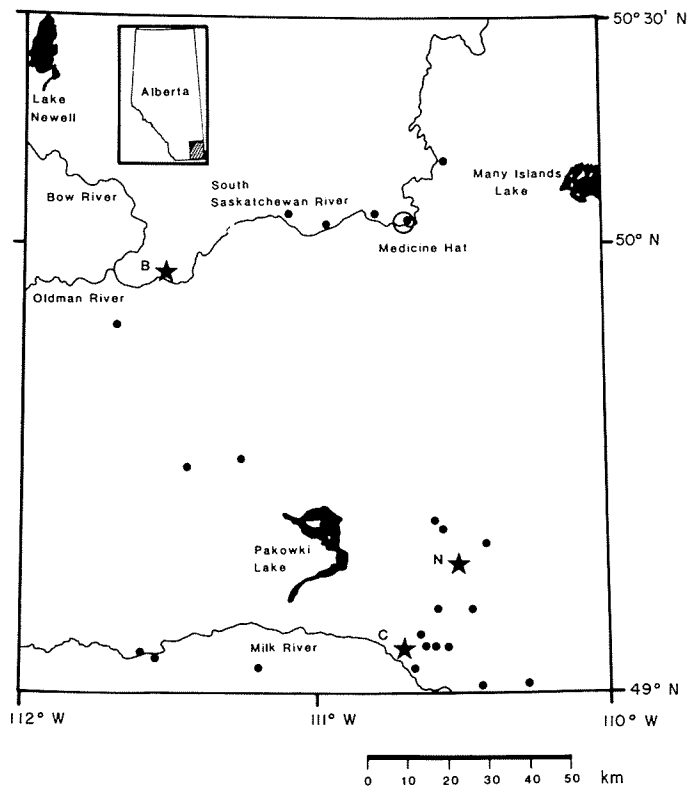 50° 30' N
Alberta
Lake
Newell
Many Islands
Lake
South
Saskatchewan River
Bow River
50° N
Medicine Hat
B
Oldman River
Pakowki
Lake
N
C
Milk River
49° N
112° W
111° W
110° W
0 10 20 30 40 50 km